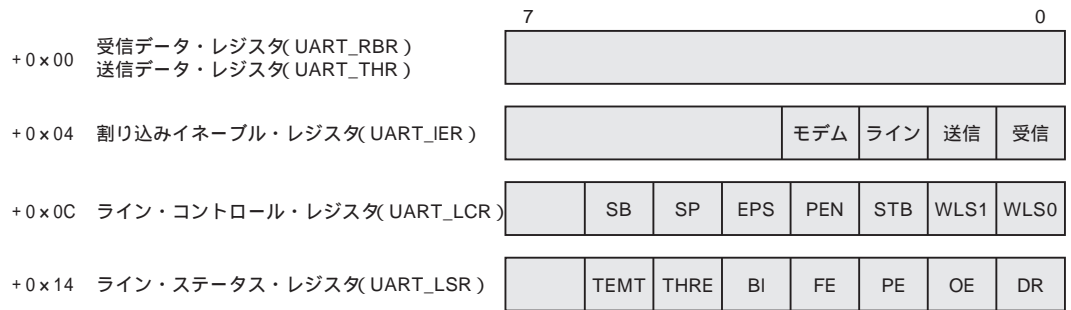 7 0
+0×00 受信データ・レジスタ(UART_RBR)
送信データ・レジスタ(UART_THR)
+0×04 割り込みイネーブル・レジスタ(UART_IER) モデム ライン 送信 受信
+0×0C ライン・コントロール・レジスタ(UART_LCR) SB SP EPS PEN STB WLS1 WLS0
+0×14 ライン・ステータス・レジスタ(UART_LSR) TEMT THRE BI FE PE OE DR